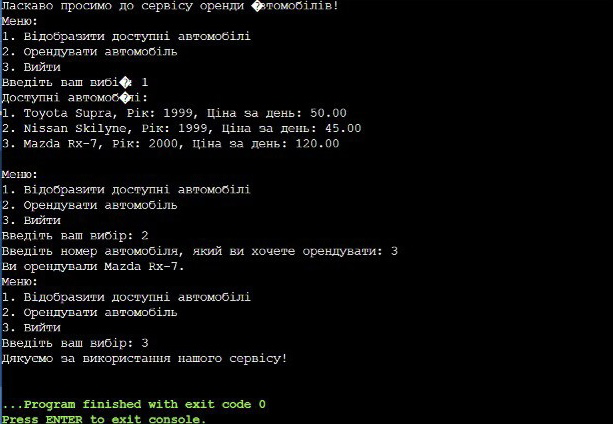 Ласкаво просимо до сервісу оренди �втомобілів!
Меню:
1. Відобразити доступні автомобілі
2. Орендувати автомобіль
3. Вийти
Введіть ваш вибі�: 1
Доступні автомоб�лі:
1. Toyota Supra, Рік: 1999, Ціна за день: 50.00
2. Nissan Skilyne, Рік: 1999, Ціна за день: 45.00
3. Mazda Rx-7, Рік: 2000, Ціна за день: 120.00
Меню:
1. Відобразити доступні автомобілі
2. Орендувати автомобіль
3. Вийти
Введіть ваш вибір: 2
Введіть номер автомобіля, який ви хочете орендувати: 3
Ви орендували Mazda Rx-7.
Меню:
1. Відобразити доступні автомобілі
2. Орендувати автомобіль
3. Вийти
Введіть ваш вибір: 3
Дякуємо за використання нашого сервісу!
...Program finished with exit code 0
Press ENTER to exit console.